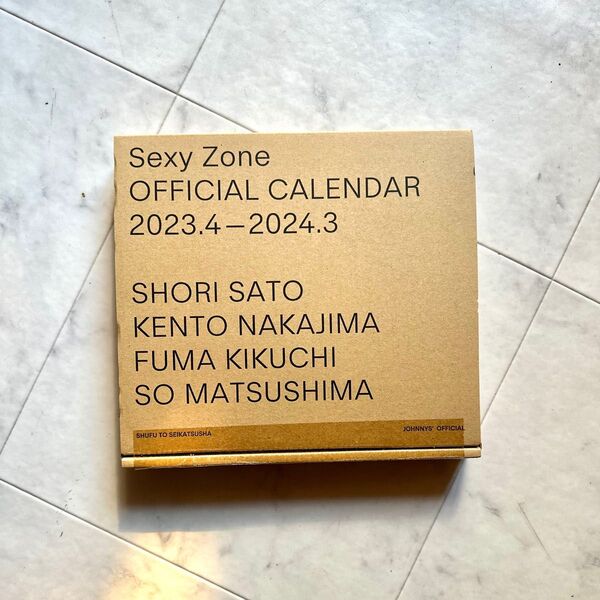 Sexy Zone
OFFICIAL CALENDAR
2023.4—2024.3
SHORI SATO
KENTO NAKAJIMA
FUMA KIKUCHI
SO MATSUSHIMA
SHUFU TO SEIKATSUSHA JOHNNYS' OFFICIAL